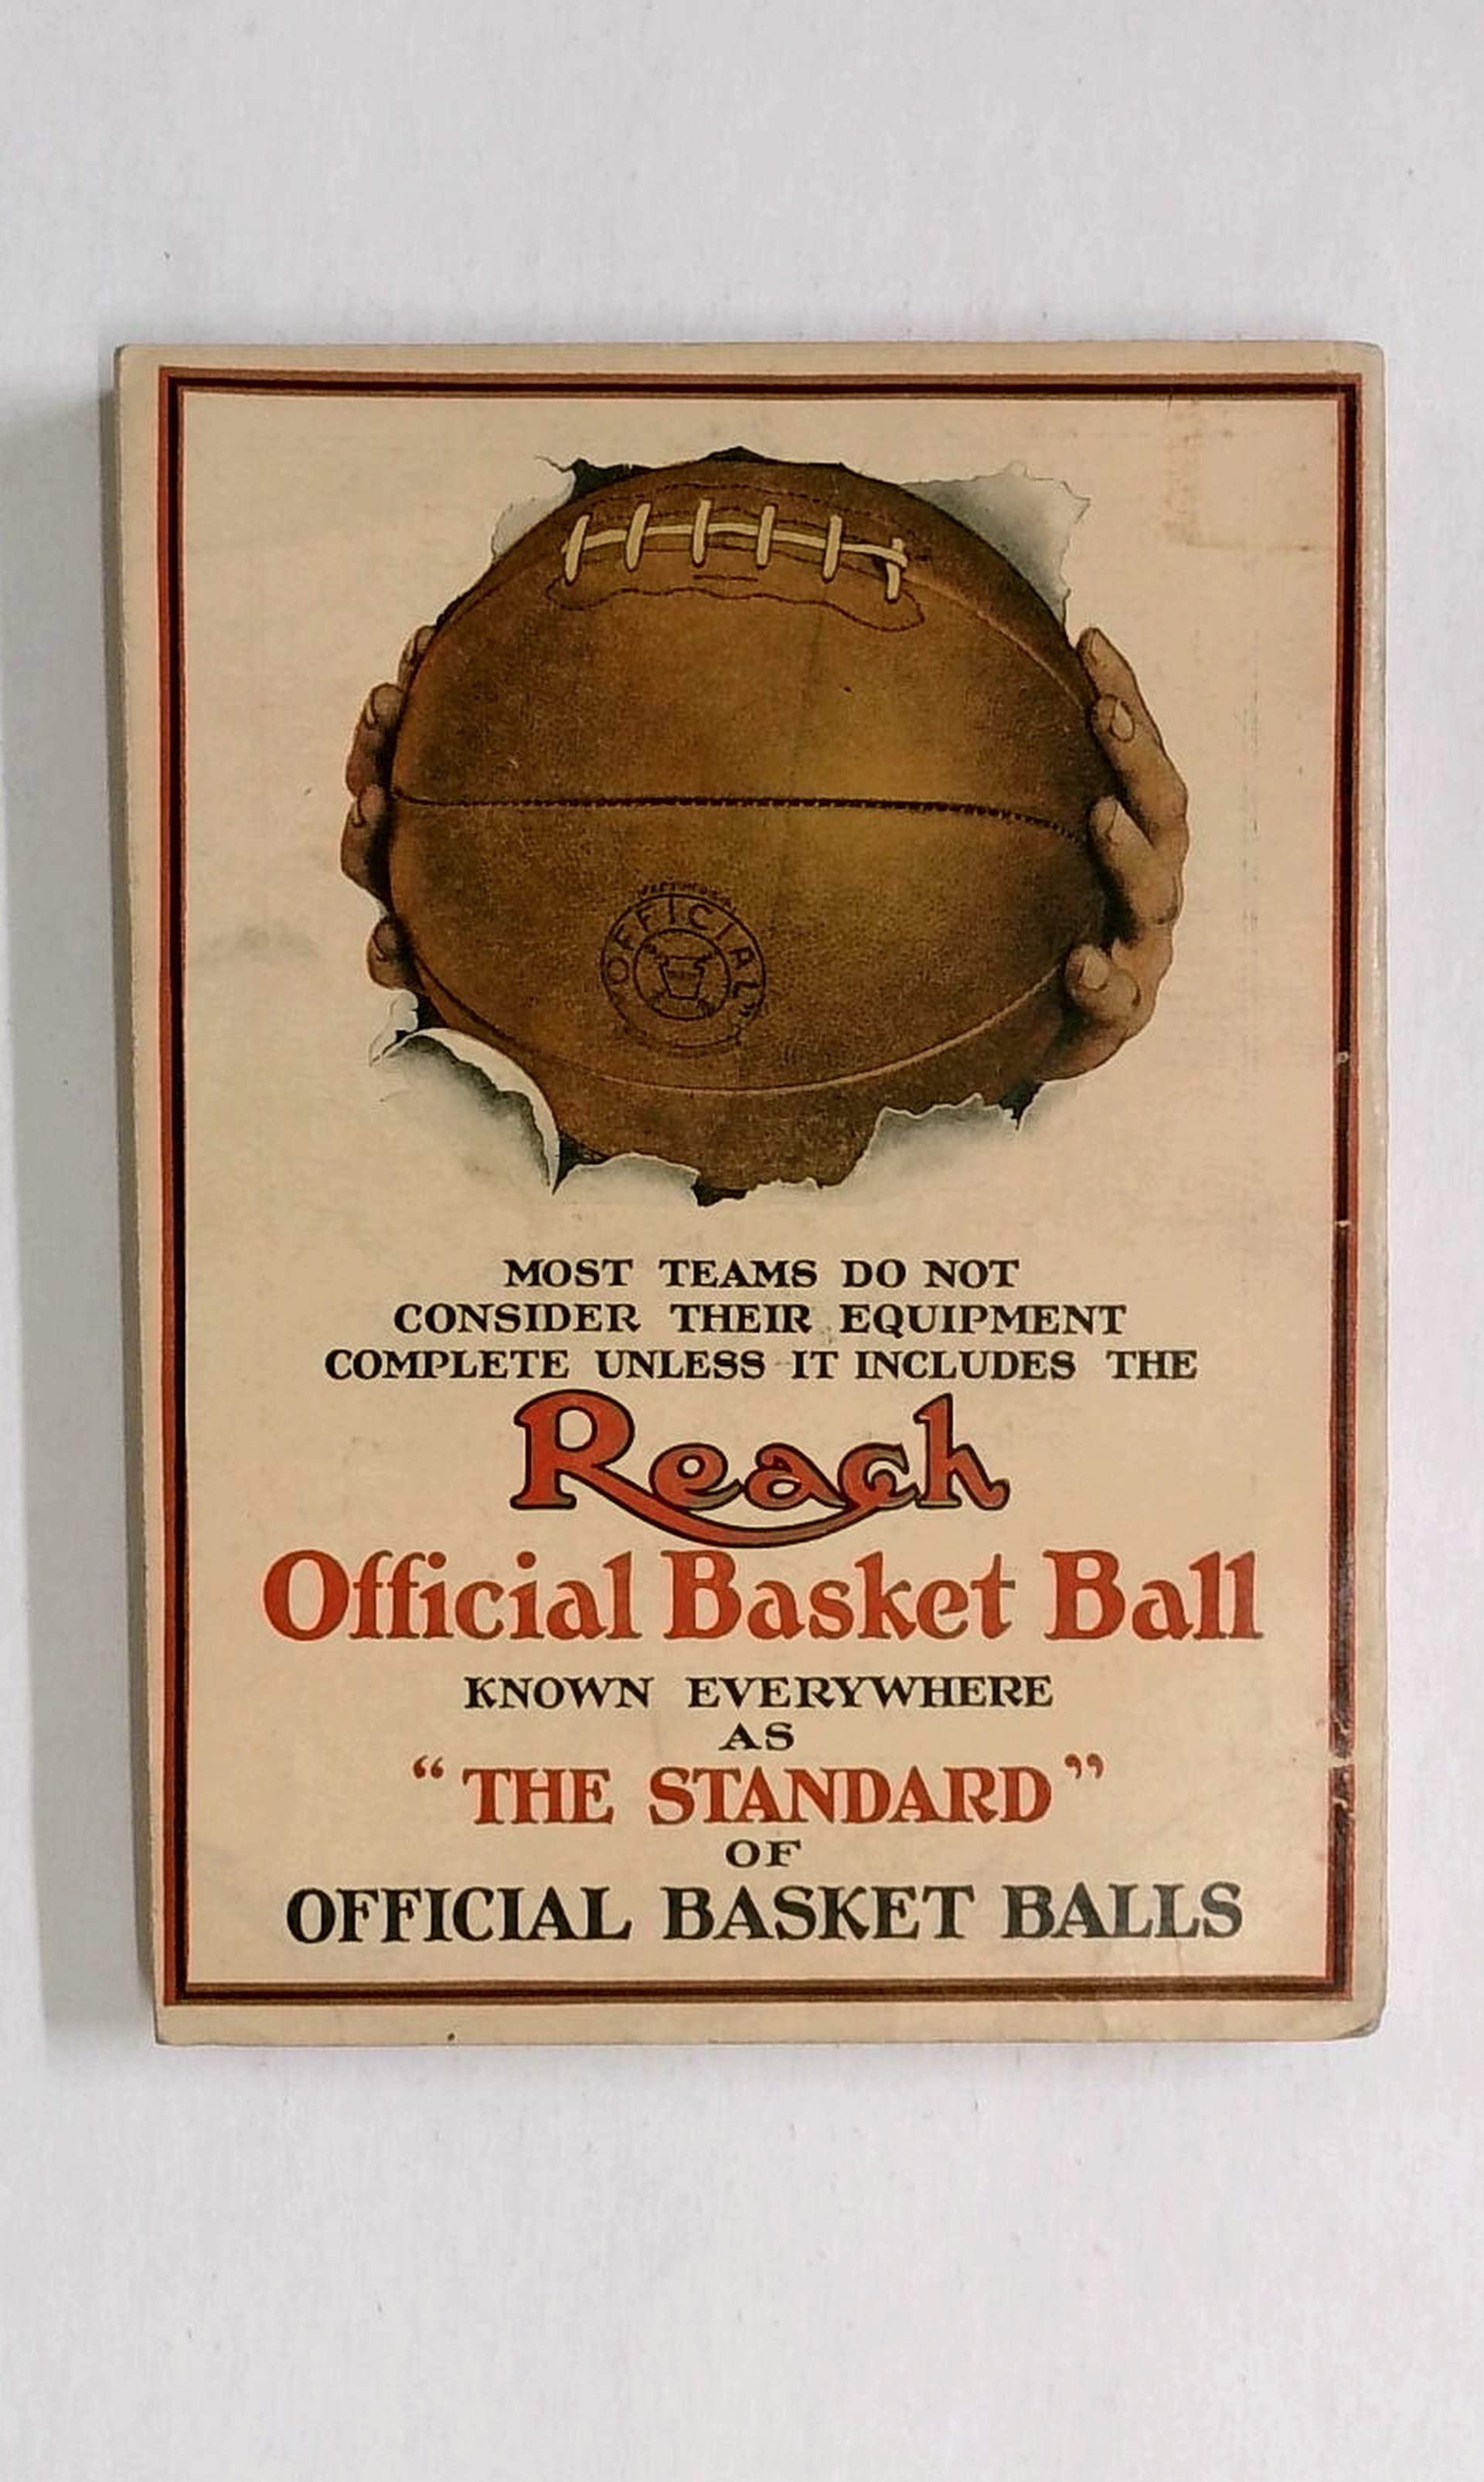 OFFICIAL
MOST TEAMS DO NOT
CONSIDER THEIR EQUIPMENT
COMPLETE UNLESS IT INCLUDES THE
Reach
Official Basket Ball
KNOWN EVERYWHERE
AS
“THE STANDARD”
OF
OFFICIAL BASKET BALLS